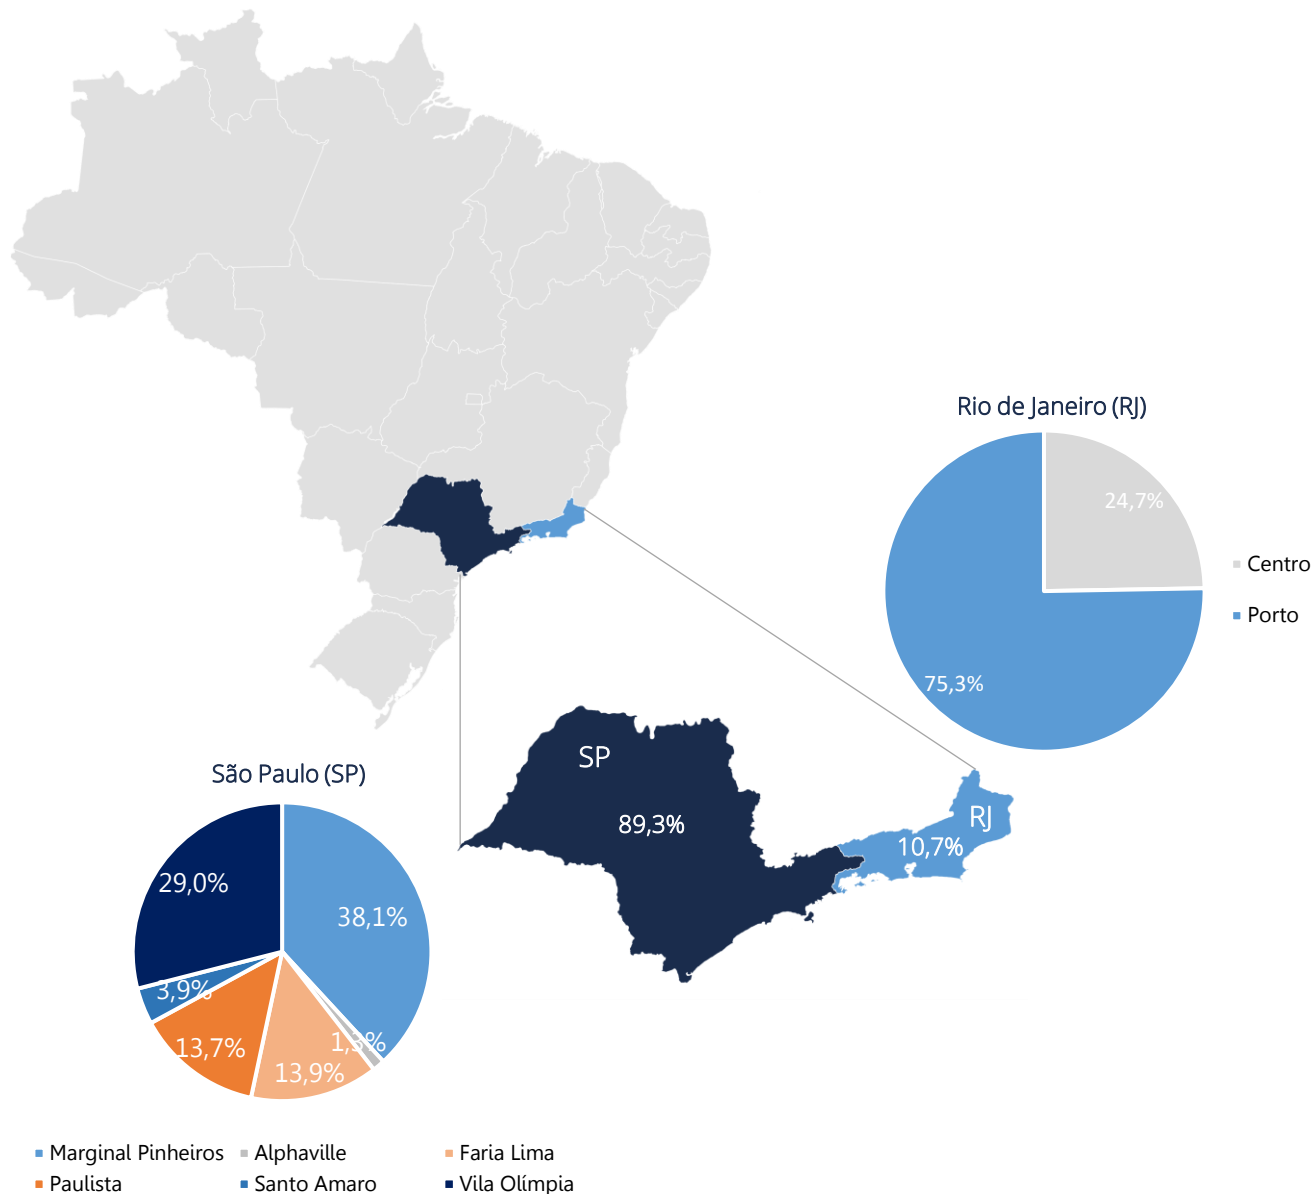 Rio de Janeiro (RJ)
24,7%
75,3%
Centro
Porto
SP
89,3%
RJ
10,7%
São Paulo (SP)
29,0%
38,1%
3,9%
13,7%
1,3%
13,9%
Marginal Pinheiros Alphaville Faria Lima
Paulista Santo Amaro Vila Olímpia